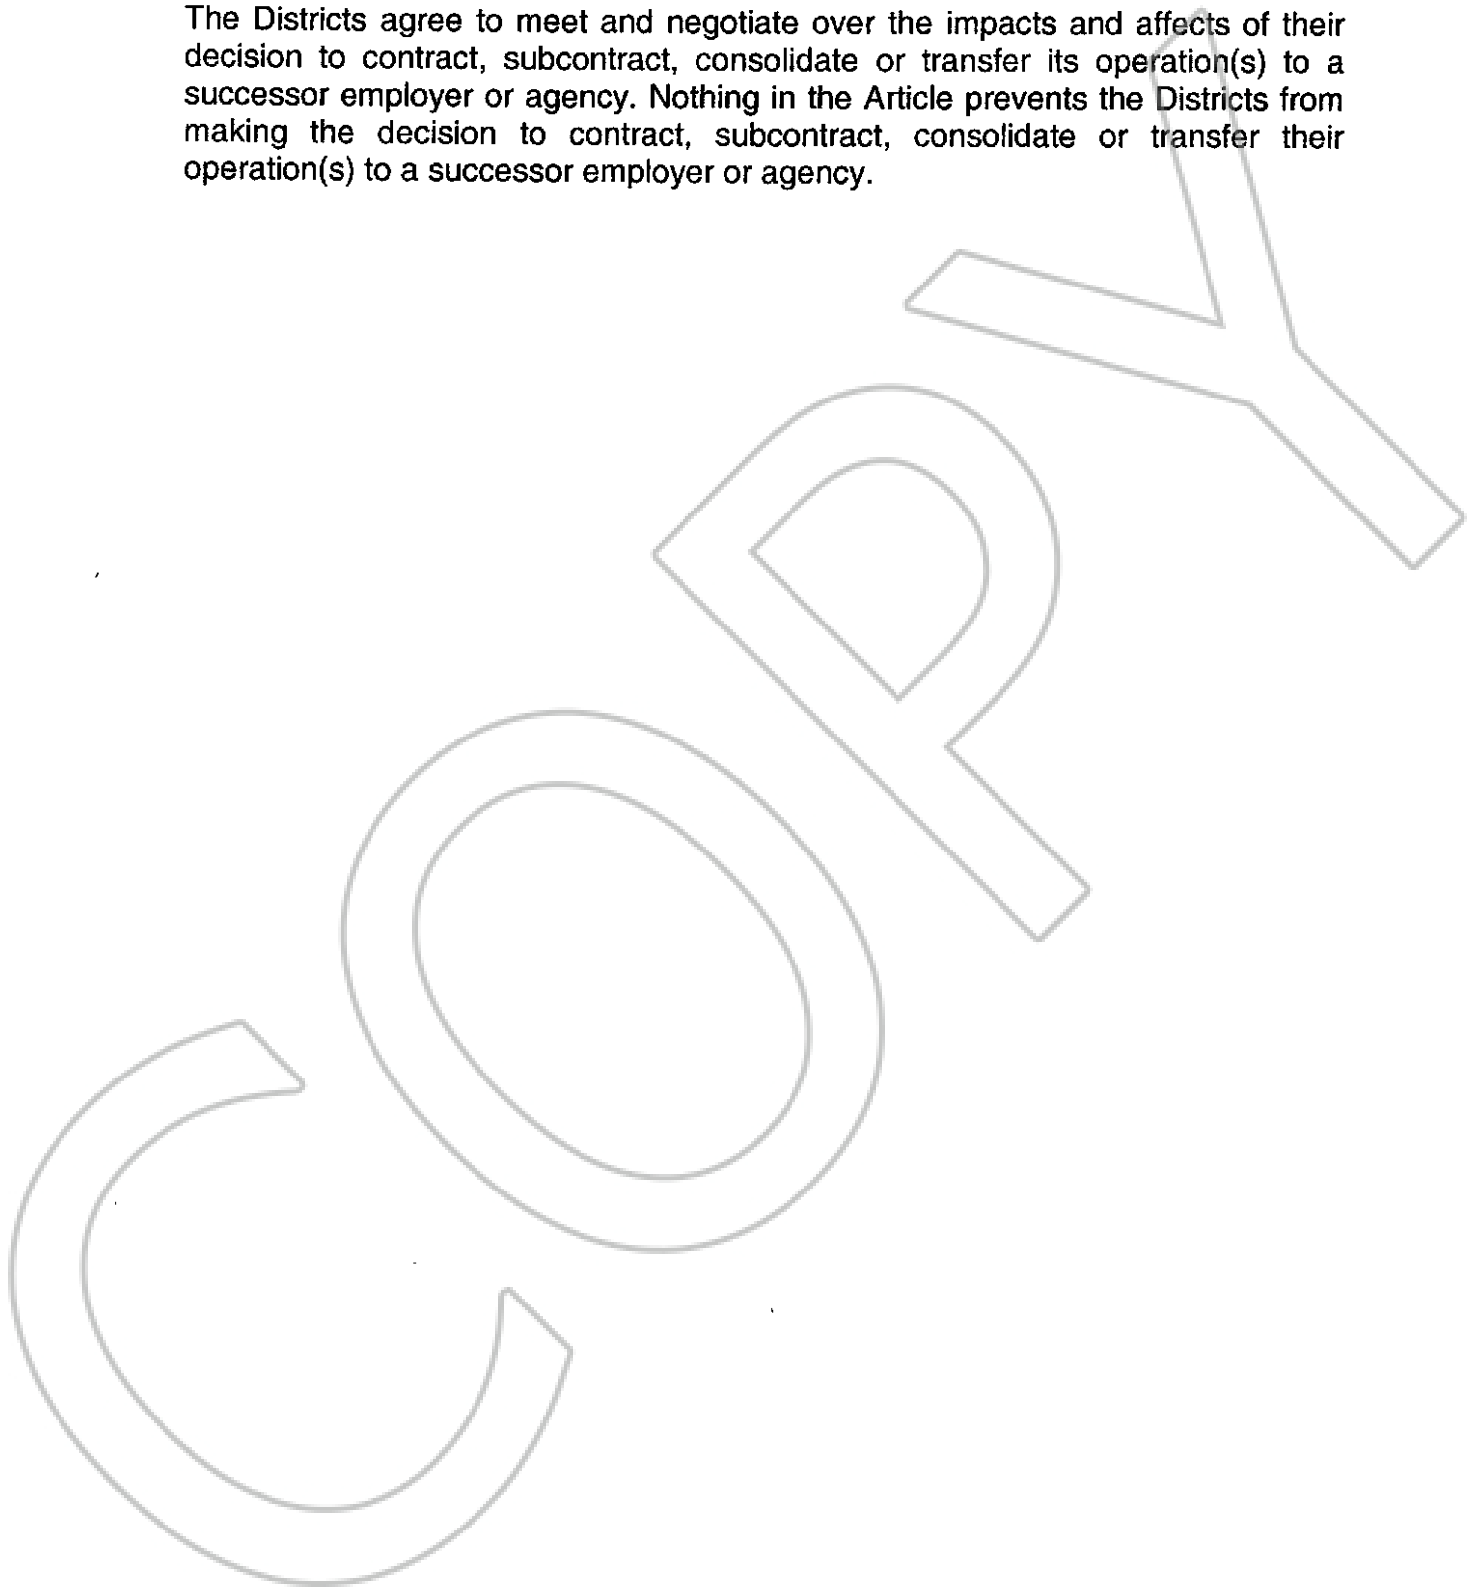 The Districts agree to meet and negotiate over the impacts and affects of their
decision to contract, subcontract, consolidate or transfer its operation(s) to a
successor employer or agency. Nothing in the Article prevents the Districts from
making the decision to contract, subcontract, consolidate or transfer their
operation(s) to a successor employer or agency.
COPY